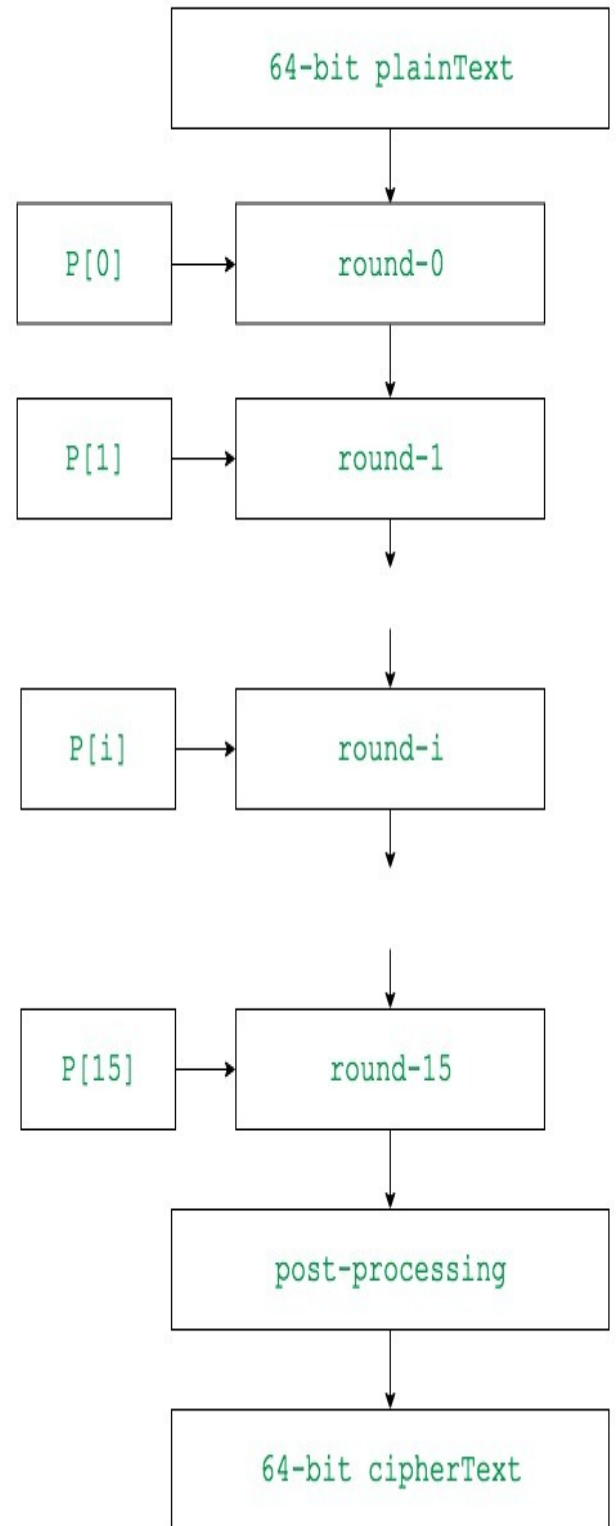 64-bit plainText
P[0]
round-0
P[1]
round-1
P[i]
round-i
P[15]
round-15
post-processing
64-bit cipherText